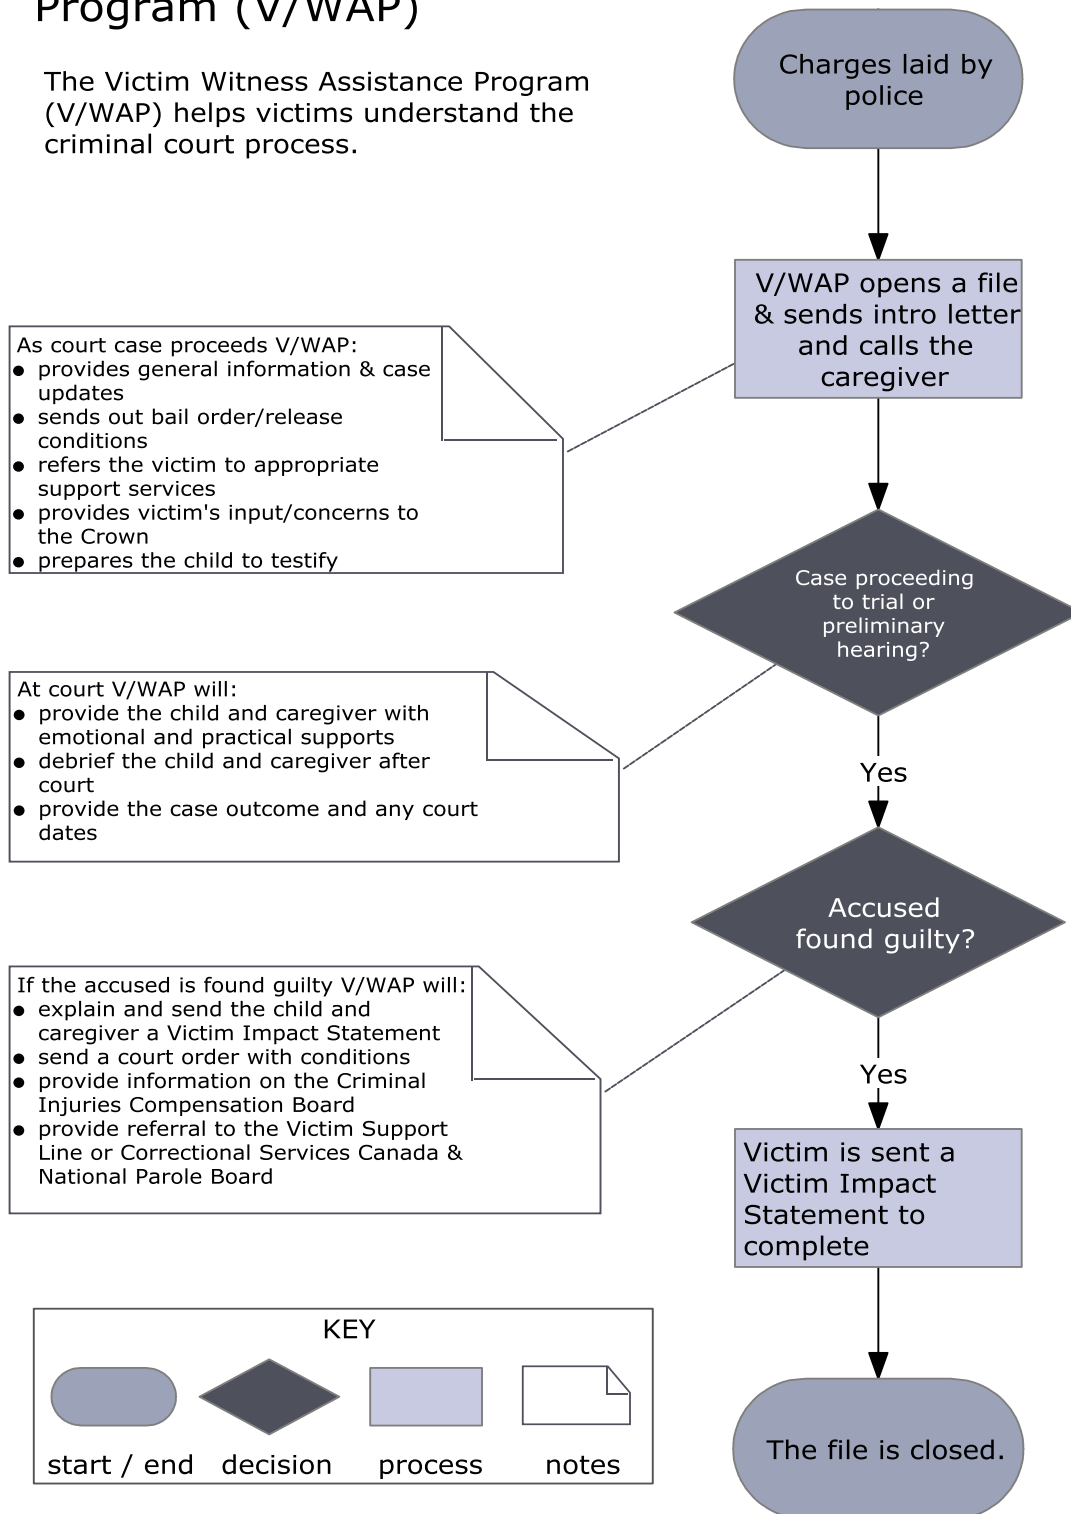 Program (V/WAP)
The Victim Witness Assistance Program
(V/WAP) helps victims understand the
criminal court process.
Charges laid by
police
V/WAP opens a file
& sends intro letter
and calls the
caregiver
As court case proceeds V/WAP:
● provides general information & case
updates
● sends out bail order/release
conditions
● refers the victim to appropriate
support services
● provides victim's input/concerns to
the Crown
● prepares the child to testify
Case proceeding
to trial or
preliminary
hearing?
At court V/WAP will:
● provide the child and caregiver with
emotional and practical supports
● debrief the child and caregiver after
court
● provide the case outcome and any court
dates
Yes
Accused
found guilty?
If the accused is found guilty V/WAP will:
● explain and send the child and
caregiver a Victim Impact Statement
● send a court order with conditions
● provide information on the Criminal
Injuries Compensation Board
● provide referral to the Victim Support
Line or Correctional Services Canada &
National Parole Board
Yes
Victim is sent a
Victim Impact
Statement to
complete
The file is closed.
KEY
start / end
decision
process
notes